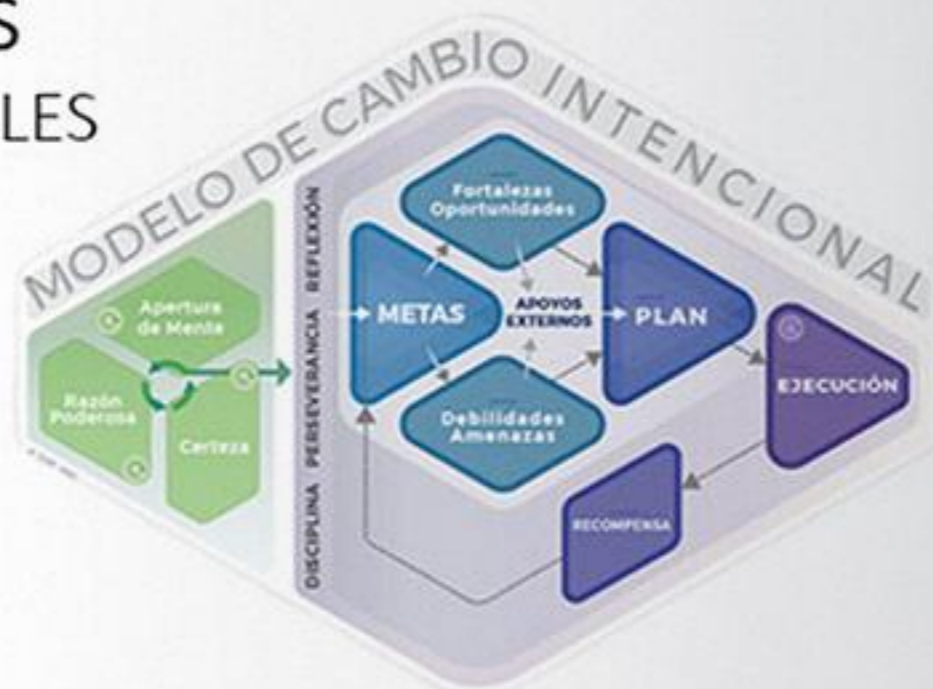 S
LES
MODELO DE CAMBIO INTENCIONAL
Apertura
de Mente
Razón
Poderosa
Certeza
DISCIPLINA PERSEVERANCIA REFLEXIÓN
Fortalezas
Oportunidades
METAS
APOYOS
EXTERNOS
PLAN
Debilidades
Amenazas
EJECUCIÓN
RECOMPENSA